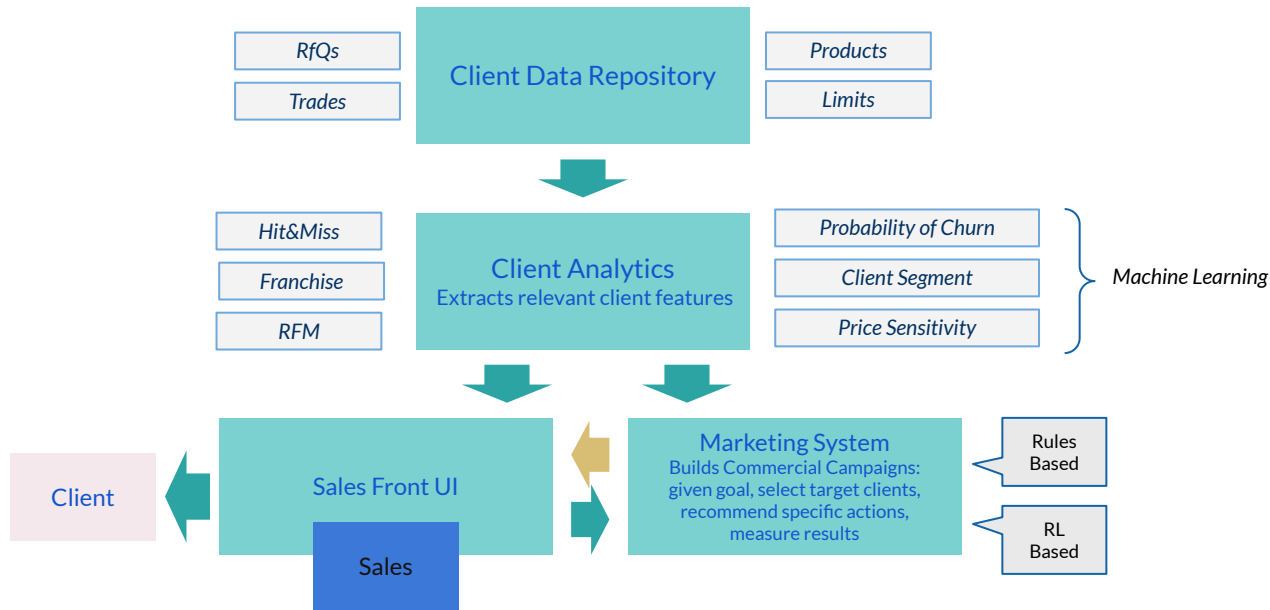 RfQs
Trades
Client Data Repository
Products
Limits
Hit&Miss
Franchise
RFM
Client Analytics
Extracts relevant client features
Probability of Churn
Client Segment
Price Sensitivity
Machine Learning
Client
Sales Front UI
Sales
Marketing System
Builds Commercial Campaigns:
given goal, select target clients,
recommend specific actions,
measure results
Rules
Based
RL
Based